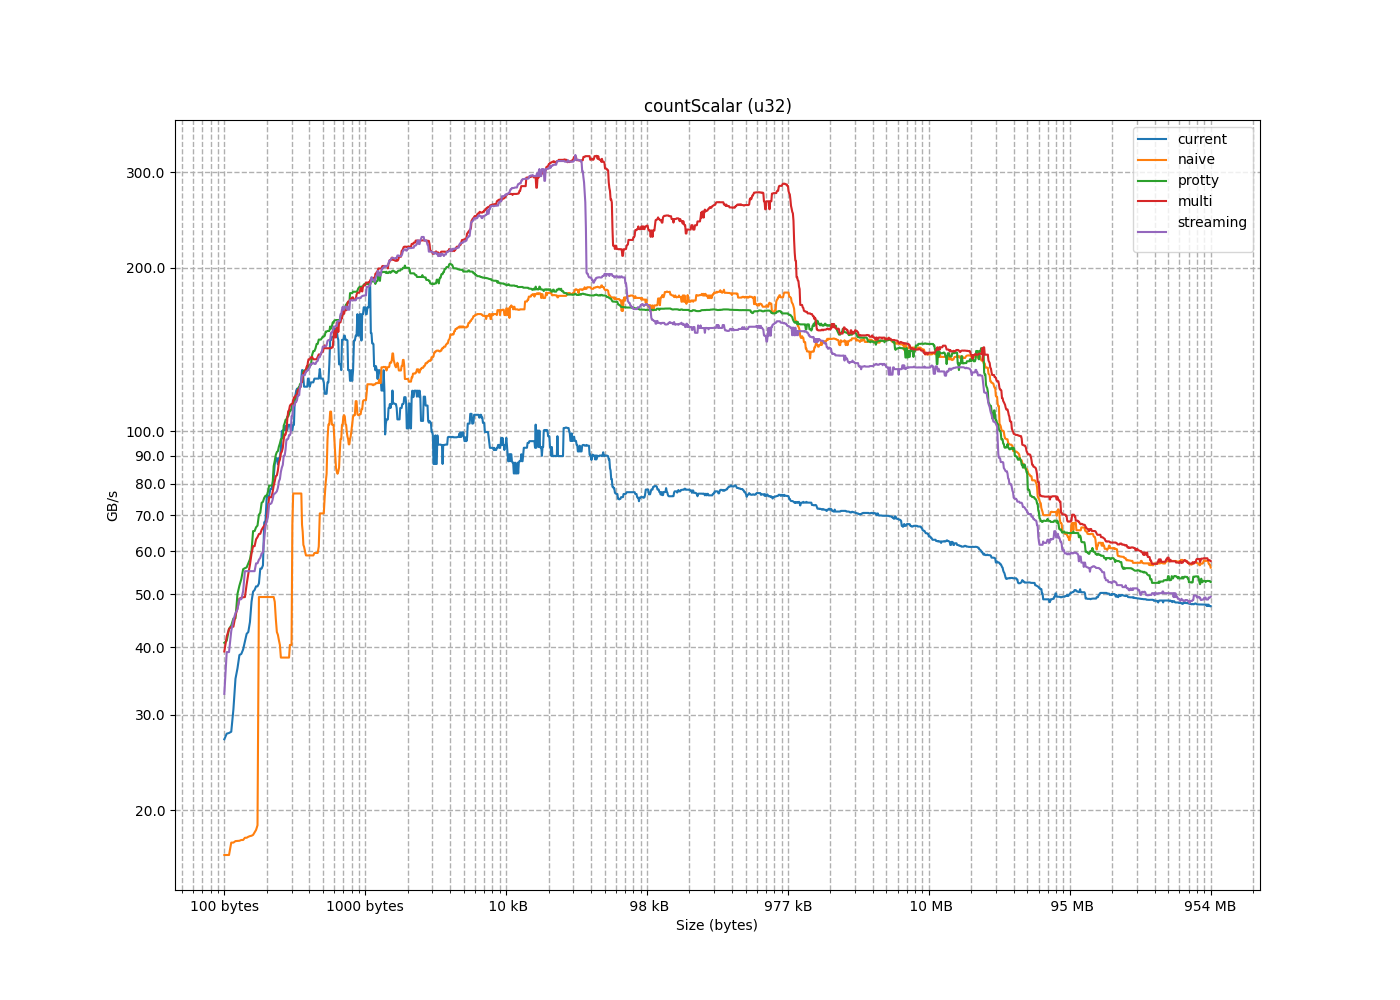 countScalar (u32)
current
naive
protty
multi
streaming
300.0
200.0
100.0
90.0
80.0
70.0
60.0
50.0
40.0
30.0
20.0
GB/s
100 bytes 1000 bytes 10 kB 98 kB 977 kB 10 MB 95 MB 954 MB
Size (bytes)